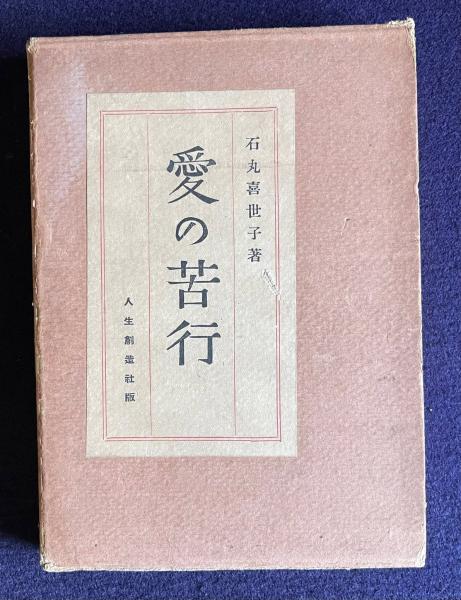 石丸喜世子著
愛の苦行
人生創造社版